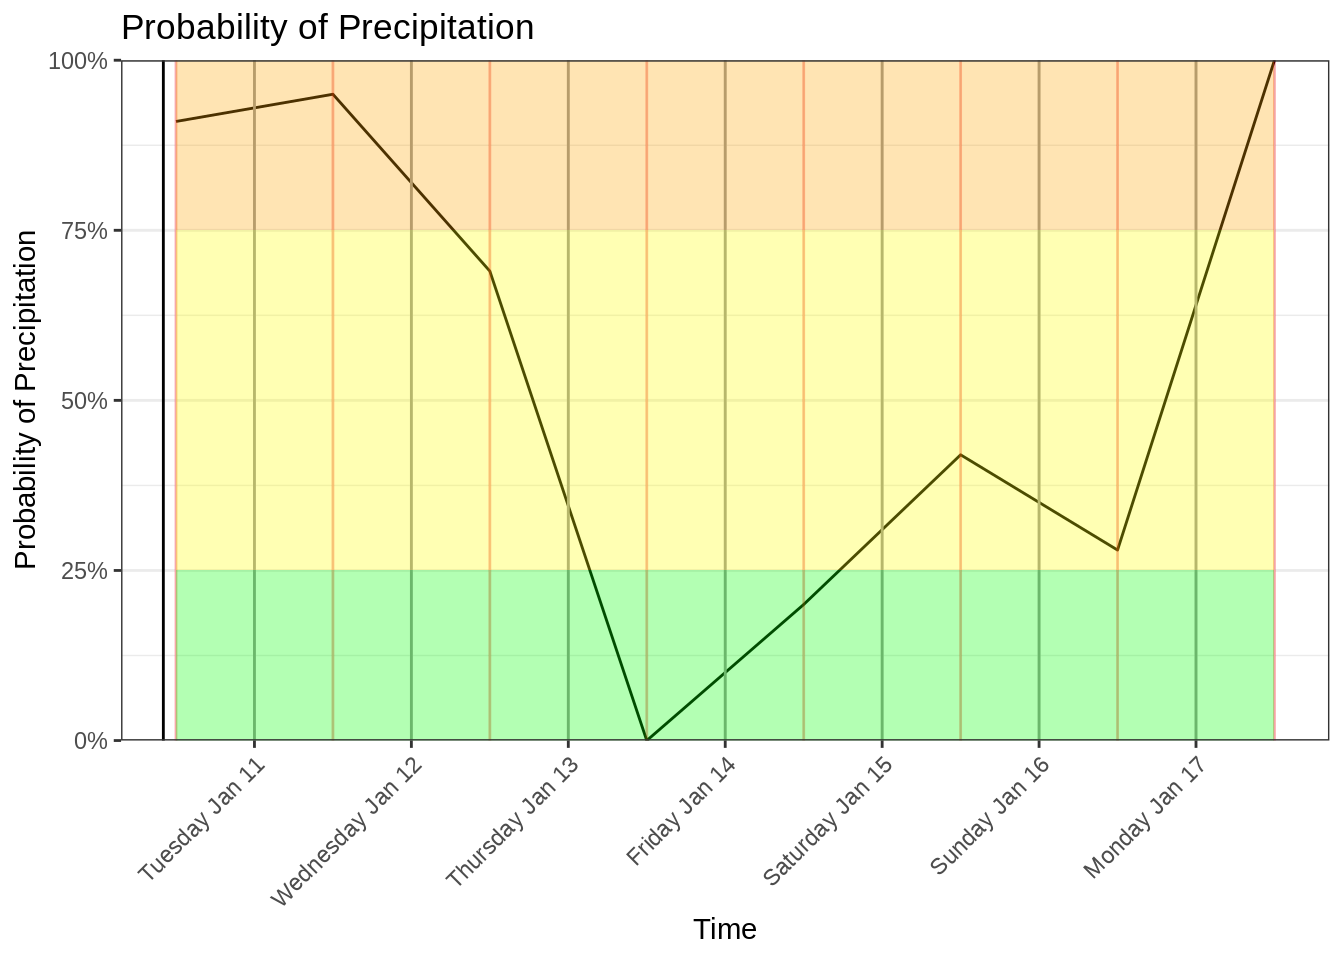 Probability of Precipitation
Probability of Precipitation
100%
75%
50%
25%
0%
Tuesday Jan 11
Wednesday Jan 12
Thursday Jan 13
Friday Jan 14
Saturday Jan 15
Sunday Jan 16
Monday Jan 17
Time